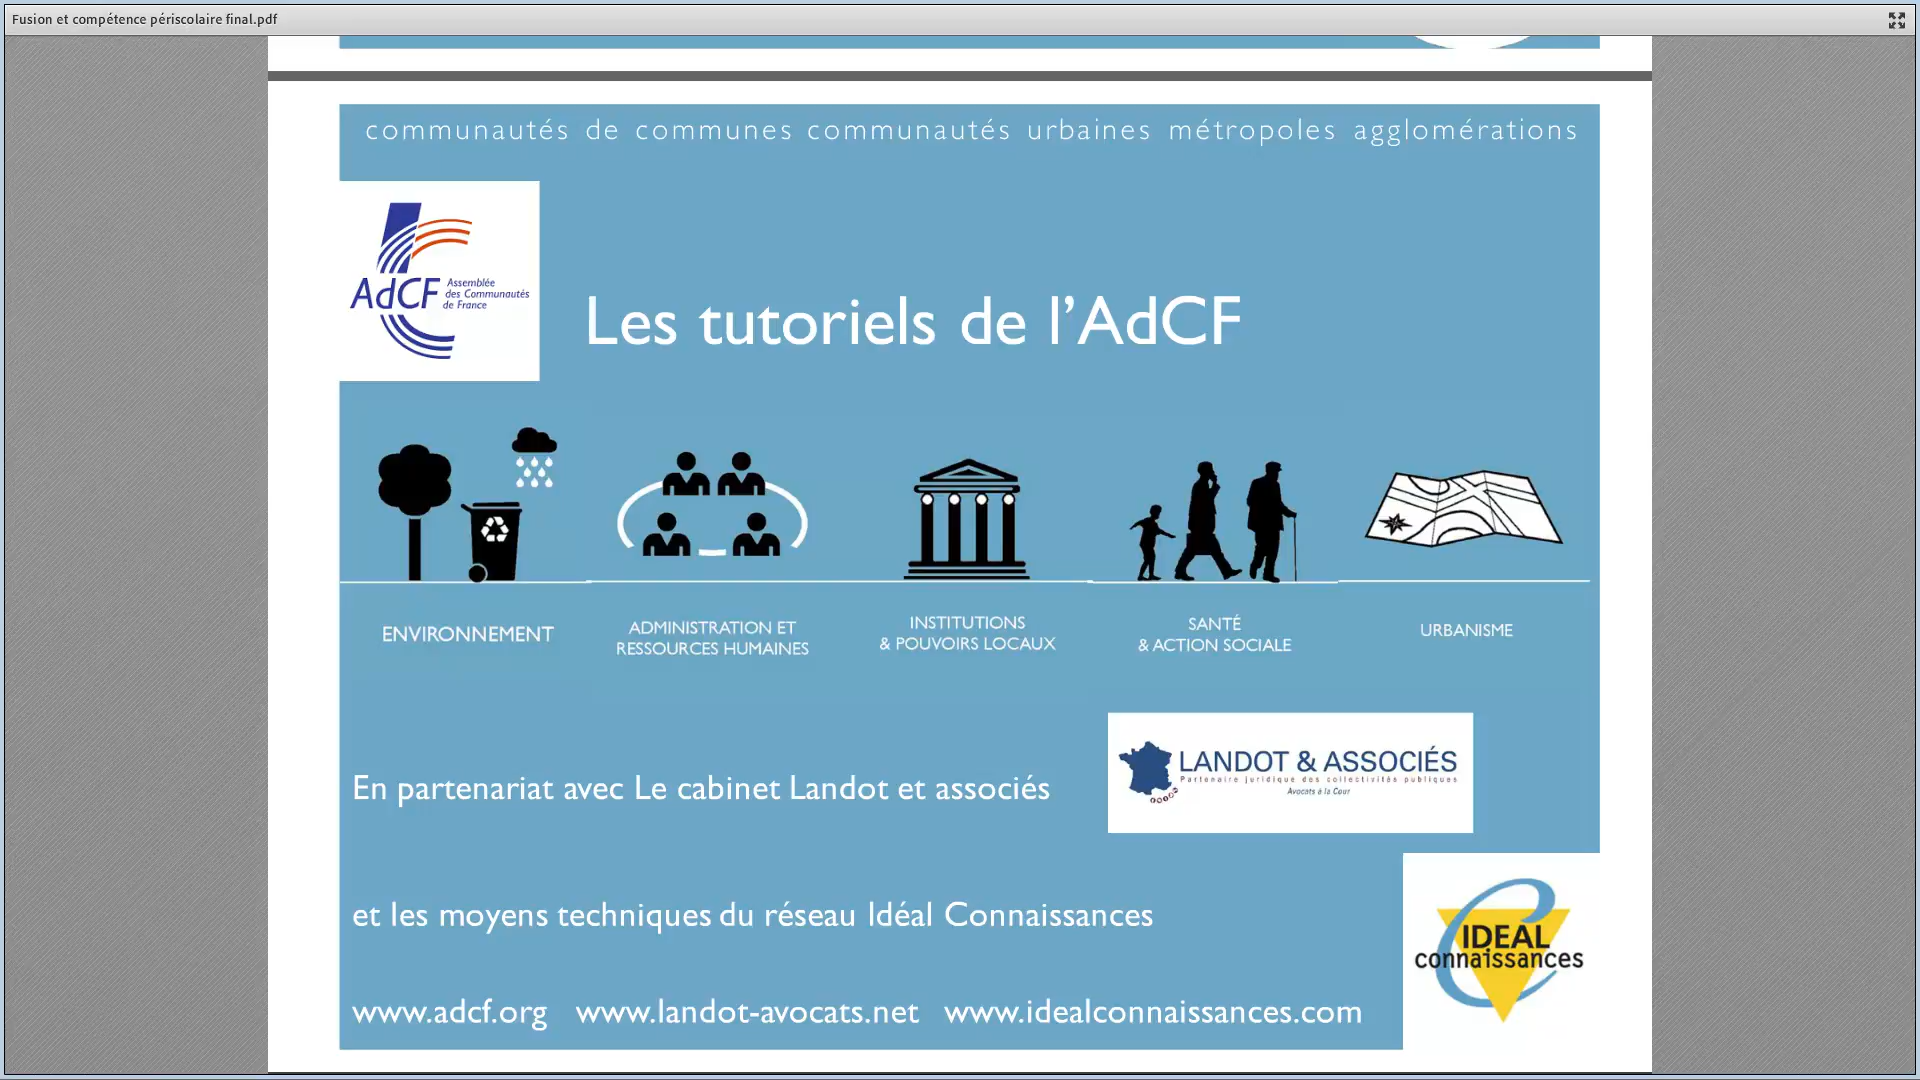 Fusion et compétence périscolaire final.pdf
communautés de communes communautés urbaines métropoles agglomérations
AdCF Assemblée
des Communautés
de France
Les tutoriels de l'AdCF
ENVIRONNEMENT
ADMINISTRATION ET
RESSOURCES HUMAINES
INSTITUTIONS
& POUVOIRS LOCAUX
SANTÉ
& ACTION SOCIALE
URBANISME
LANDOT & ASSOCIÉS
Partenaire juridique des collectivités publiques
Avocats à la Cour
En partenariat avec Le cabinet Landot et associés
et les moyens techniques du réseau Idéal Connaissances
IDEAL
connaissances
www.adcf.org www.landot-avocats.net www.idealconnaissances.com